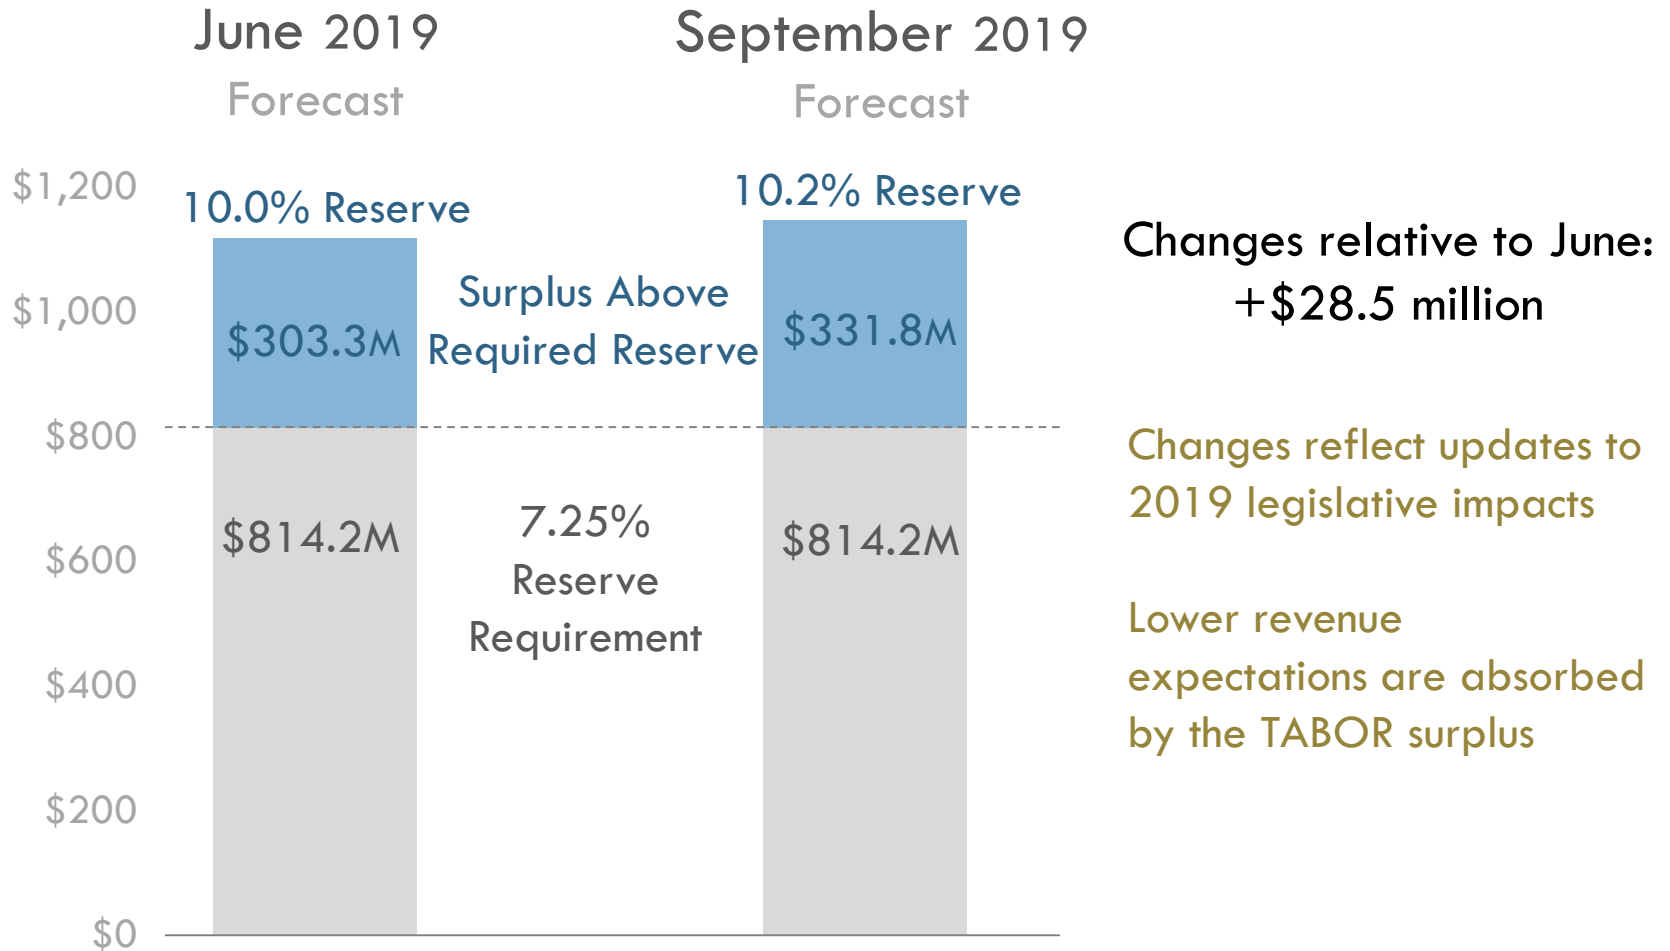 June 2019
Forecast
September 2019
Forecast
$1,200
$1,000
$800
$600
$400
$200
$0
10.0% Reserve
$303.3M
$814.2M
Surplus Above
Required Reserve
7.25%
Reserve
Requirement
10.2% Reserve
$331.8M
$814.2M
Changes relative to June:
+$28.5 million
Changes reflect updates to
2019 legislative impacts
Lower revenue
expectations are absorbed
by the TABOR surplus